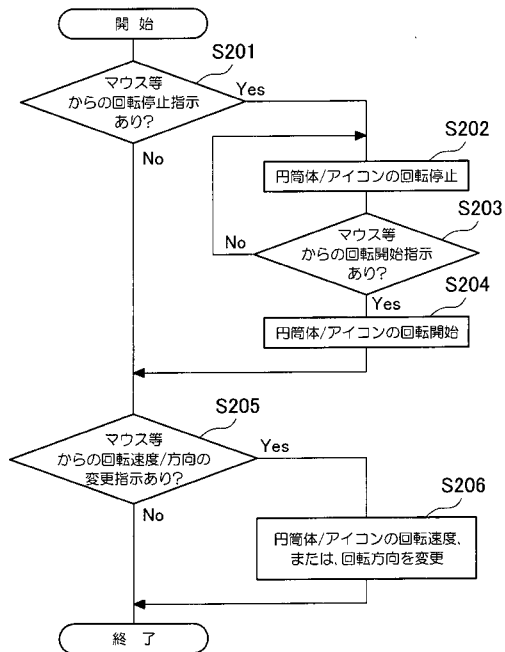 開 始
S201
マウス等
からの回転停止指示
あり?
Yes
No
S202
円筒体/アイコンの回転停止
S203
マウス等
からの回転開始指示
あり?
No
Yes
S204
円筒体/アイコンの回転開始
S205
マウス等
からの回転速度/方向の
変更指示あり?
Yes
No
S206
円筒体/アイコンの回転速度、
または、回転方向を変更
終 了